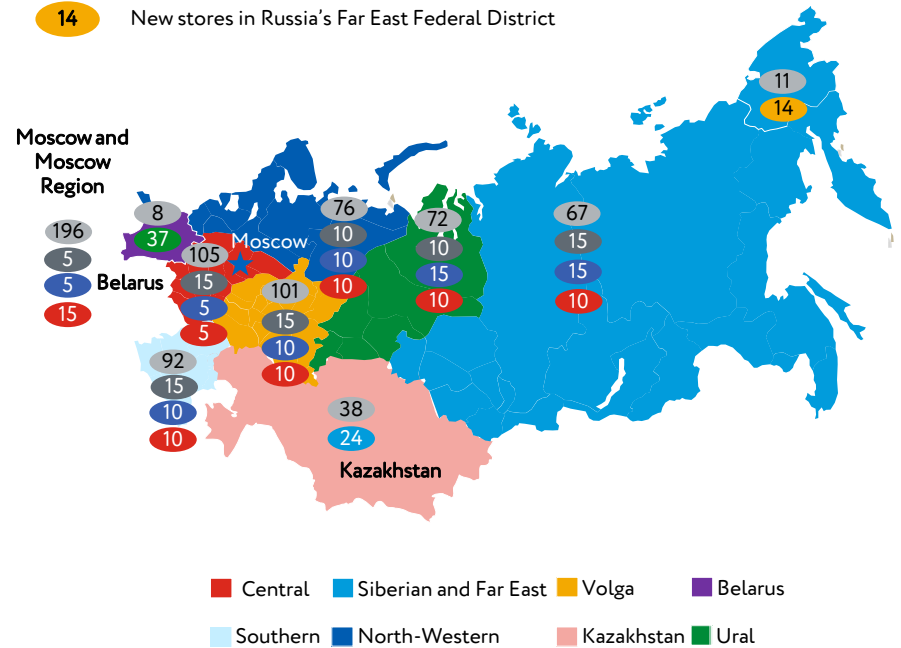 14 New stores in Russia's Far East Federal District
11
14
Moscow and
Moscow
Region
196
5
5
15
8
37
Belarus
105
15
5
5
Moscow
76
10
10
10
72
10
15
10
67
15
15
10
101
15
10
10
92
15
10
10
38
24
Kazakhstan
Central
Siberian and Far East
Volga
Belarus
Southern
North-Western
Kazakhstan
Ural